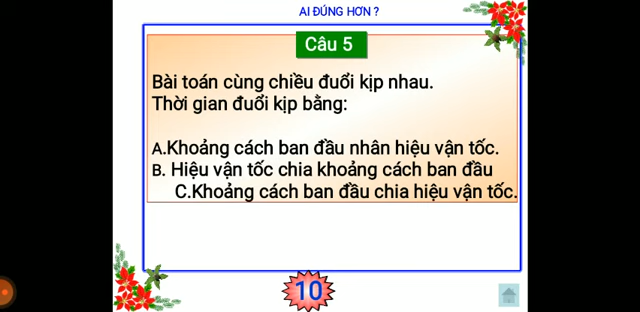 AI ĐÚNG HƠN ?
Câu 5
Bài toán cùng chiều đuổi kịp nhau.
Thời gian đuổi kịp bằng:
A.Khoảng cách ban đầu nhân hiệu vận tốc.
B. Hiệu vận tốc chia khoảng cách ban đầu
C.Khoảng cách ban đầu chia hiệu vận tốc.
10